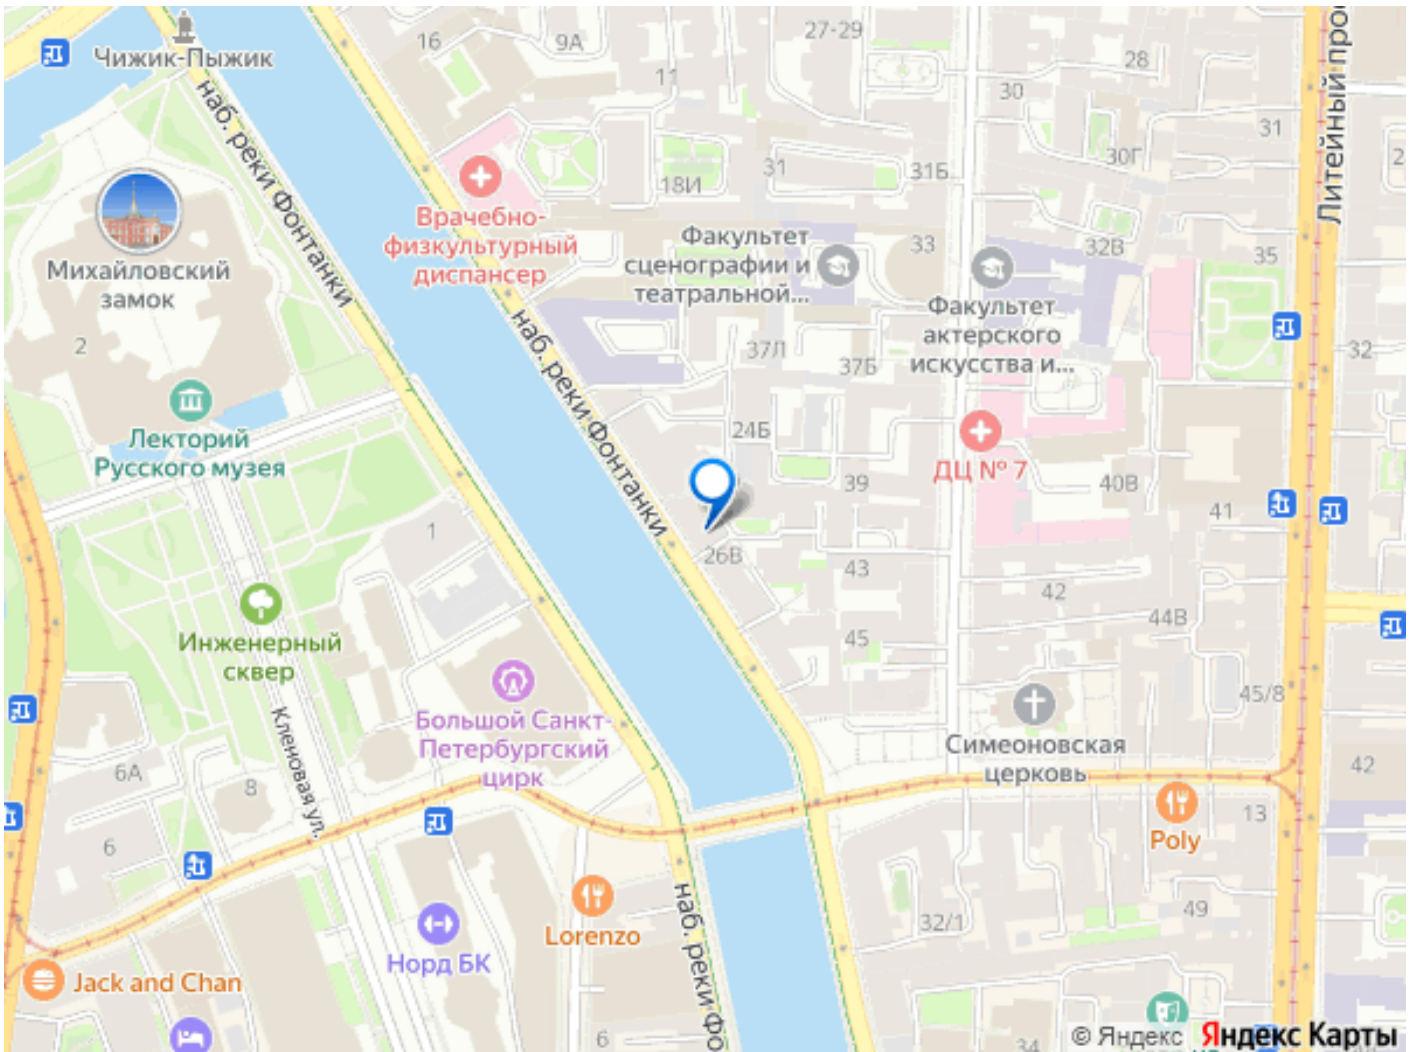 16
9А
27-29
Чижик-Пыжик
11
28
30
31
30Г
Литейный прос
наб. реки Фонтанки
18И
31
31Б
Врачебно-
физкультурный
диспансер
Факультет
сценографии и
театральной...
33
32В
35
Михайловский
замок
2
Факультет
актерского
искусства и...
наб. реки Фонтанки
37Л
37Б
32
Лекторий
Русского музея
24Б
ДЦ № 7
39
40В
41
1
26В
43
42
44В
Инженерный
сквер
45
45/8
Большой Санкт-
Петербургский
цирк
Симеоновская
церковь
Кленовая ул.
6А
8
42
6
13
Poly
наб. реки Фо
Lorenzo
32/1
49
Норд БК
Jack and Chan
6
34
© Яндекс Яндекс Карты